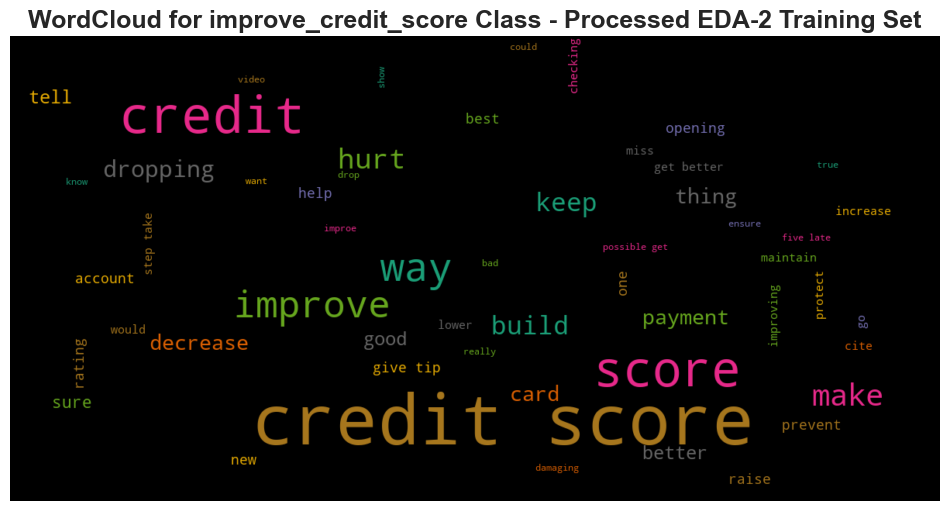 WordCloud for improve_credit_score Class - Processed EDA-2 Training Set
could
checking
show
video
tell
credit
best
opening
hurt
miss
dropping
get better
true
drop
know
want
help
thing
keep
increase
step take
ensure
improe
five late
possible get
maintain
way
bad
account
one
protect
improving
improve
payment
go
build
lower
would
good
decrease
rating
really
cite
give tip
score
card
make
sure
credit score
prevent
better
new
damaging
raise